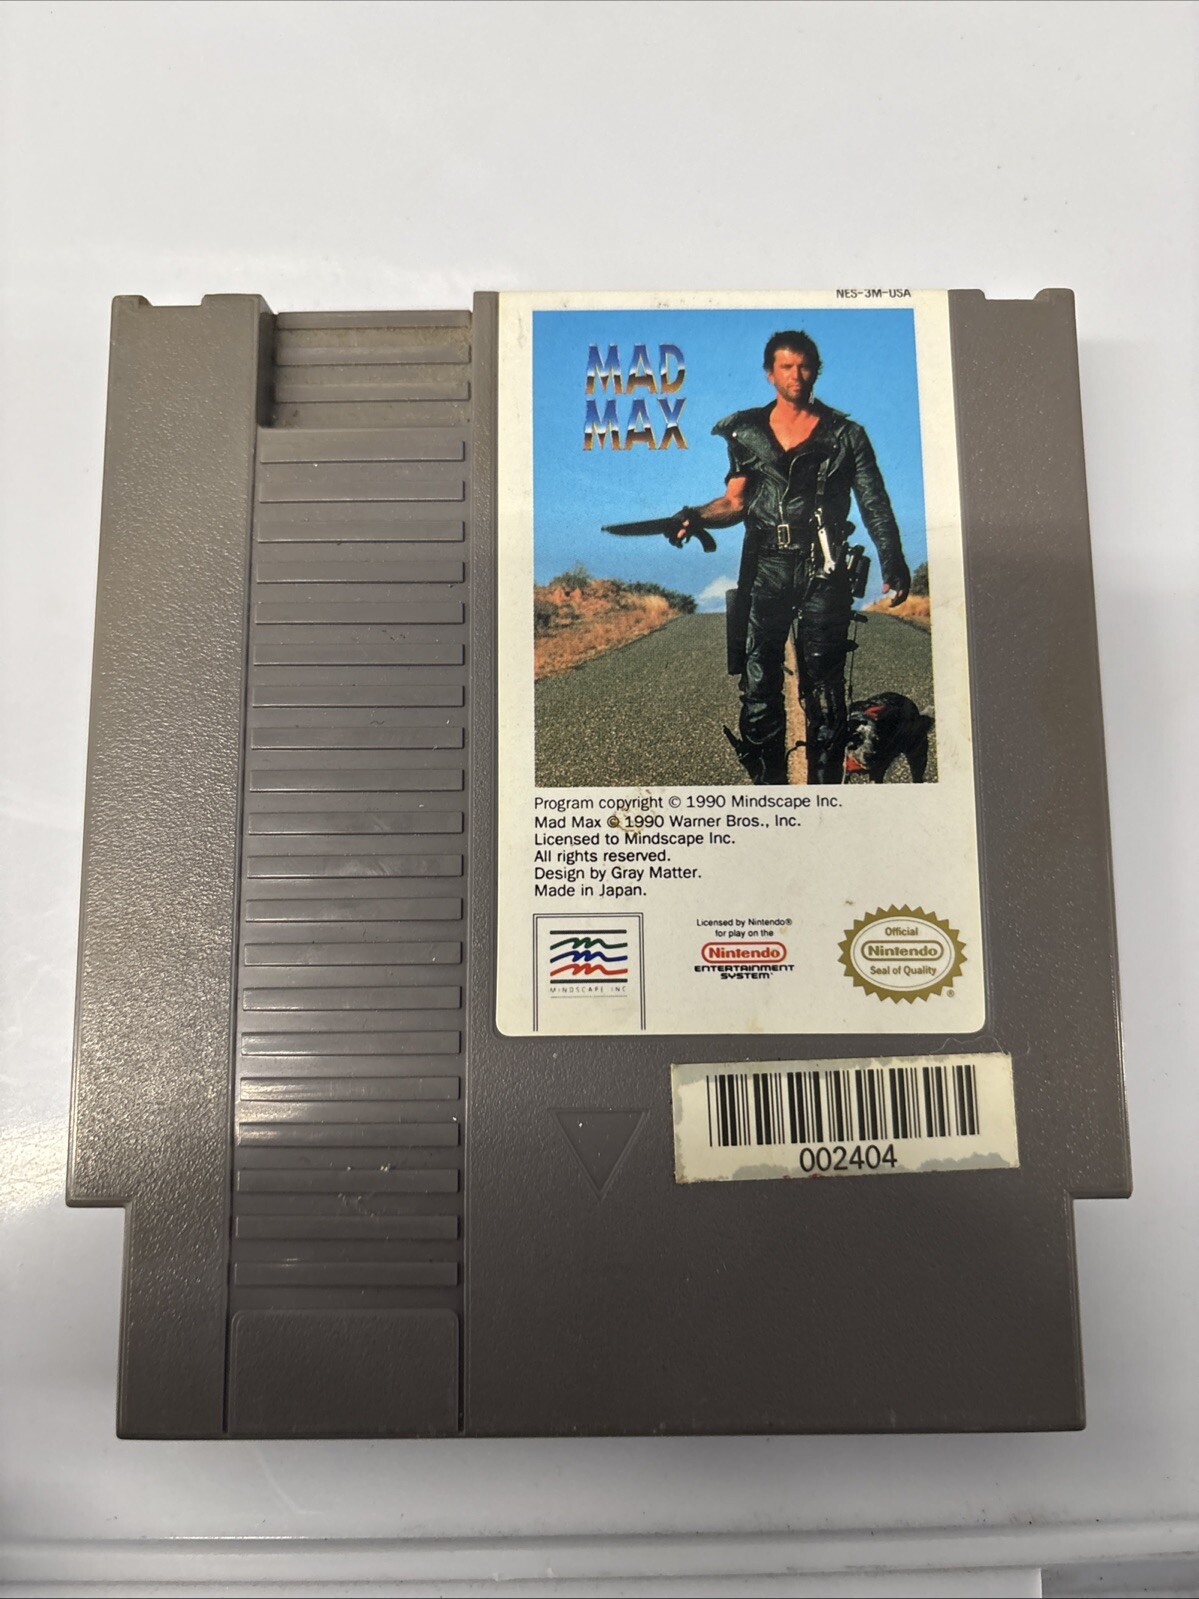 NES-3M-USA
MAD
MAX
Program copyright © 1990 Mindscape Inc.
Mad Max © 1990 Warner Bros., Inc.
Licensed to Mindscape Inc.
All rights reserved.
Design by Gray Matter.
Made in Japan.
MINDSCAPE INC
Licensed by Nintendo®
for play on the
Nintendo
ENTERTAINMENT
SYSTEM™
Official
Nintendo
Seal of Quality
®
002404